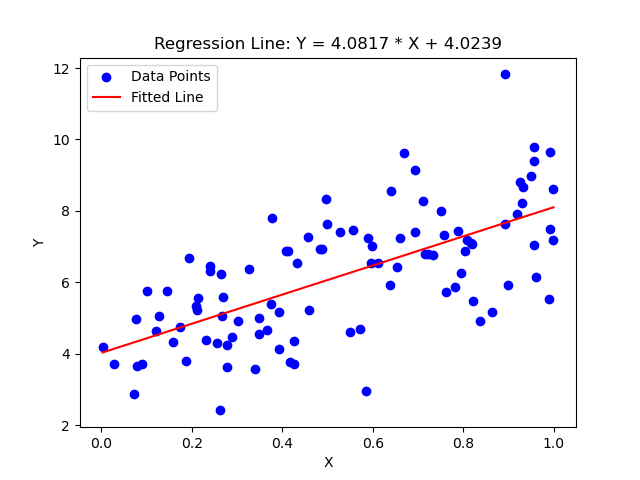 Regression Line: Y = 4.0817 * X + 4.0239
Data Points
Fitted Line
12
10
8
6
4
2
Y
0.0 0.2 0.4 0.6 0.8 1.0
X